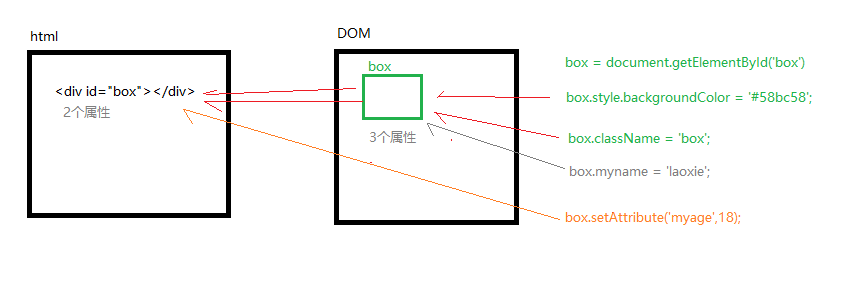 html
DOM
box
<div id="box"></div>
2个属性
3个属性
box = document.getElementById('box')
box.style.backgroundColor = '#58bc58';
box.className = 'box';
box.myname = 'laoxie';
box.setAttribute('myage',18);